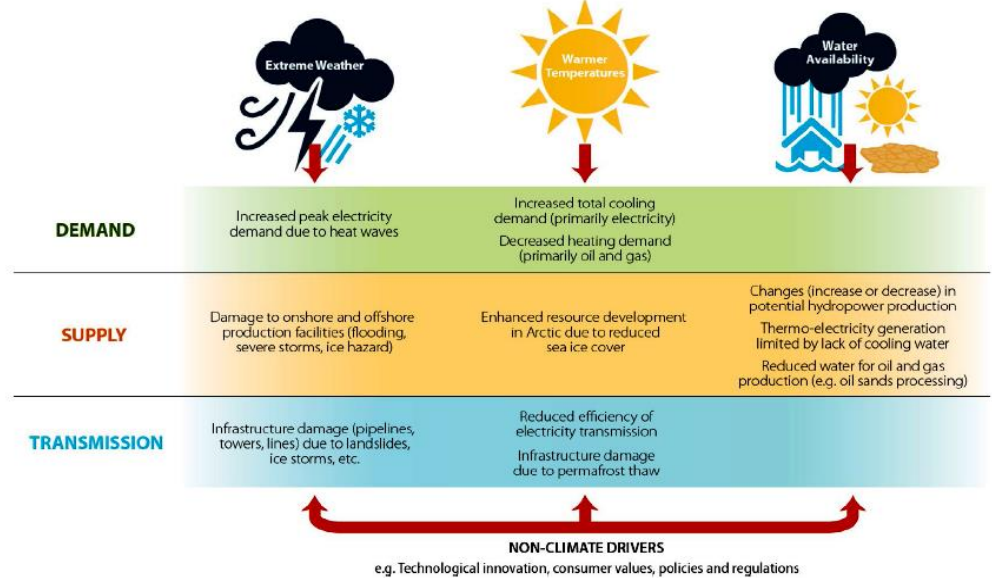 Extreme Weather
Warmer
Temperatures
Water
Availability
DEMAND
Increased peak electricity
demand due to heat waves
Increased total cooling
demand (primarily electricity)
Decreased heating demand
(primarily oil and gas)
SUPPLY
Damage to onshore and offshore
production facilities (flooding,
severe storms, ice hazard)
Enhanced resource development
in Arctic due to reduced
sea ice cover
Changes (increase or decrease) in
potential hydropower production
Thermo-electricity generation
limited by lack of cooling water
Reduced water for oil and gas
production (e.g. oil sands processing)
TRANSMISSION
Infrastructure damage (pipelines,
towers, lines) due to landslides,
ice storms, etc.
Reduced efficiency of
electricity transmission
Infrastructure damage
due to permafrost thaw
NON-CLIMATE DRIVERS
e.g. Technological innovation, consumer values, policies and regulations